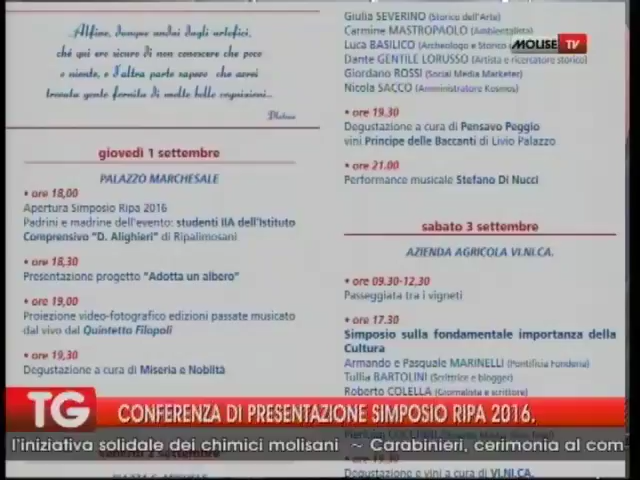 ..Alfine, dunque andai dagli artefici,
ché qui ero sicuro di non conoscere che poco
o niente, e l'altra parte sapevo che avrei
trovata gente fornita di molte belle cognizioni...
Platone
giovedì 1 settembre
PALAZZO MARCHESALE
• ore 18,00
Apertura Simposio Ripa 2016
Padrini e madrine dell'evento: studenti IIA dell'Istituto
Comprensivo "D. Alighieri" di Ripalimosani
• ore 18,30
Presentazione progetto "Adotta un albero"
• ore 19,00
Proiezione video-fotografico edizioni passate musicato
dal vivo dal Quintetto Filopoli
• ore 19,30
Degustazione a cura di Miseria e Nobiltà
venerdì 2 settembre
Giulia SEVERINO (Storico dell'Arte)
Carmine MASTROPAOLO (Ambientalista)
Luca BASILICO (Archeologo e Storico
Dante GENTILE LORUSSO (Artista e ricercatore storico)
Giordano ROSSI (Social Media Marketer)
Nicola SACCO (Amministratore Kosmos)
• ore 19.30
Degustazione a cura di Pensavo Peggio
vini Principe delle Baccanti di Livio Palazzo
• ore 21.00
Performance musicale Stefano Di Nucci
sabato 3 settembre
AZIENDA AGRICOLA VI.NI.CA.
• ore 09.30-12,30
Passeggiata tra i vigneti
• ore 17.30
Simposio sulla fondamentale importanza della
Cultura
Armando e Pasquale MARINELLI (Pontificia Fonderia)
Tullia BARTOLINI (Scrittrice e blogger)
Roberto COLELLA (Giornalista e scrittore)
• ore 19.30
Degustazione e vini a cura di VI.NI.CA.
MOLISE TV
TG
CONFERENZA DI PRESENTAZIONE SIMPOSIO RIPA 2016.
l'iniziativa solidale dei chimici molisani ~ Carabinieri, cerimonia al com